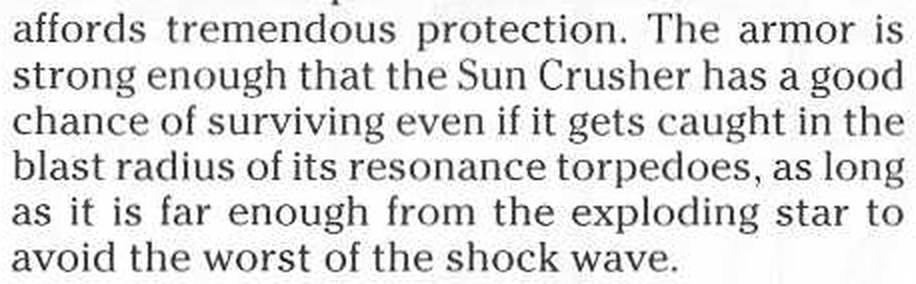 affords tremendous protection. The armor is
strong enough that the Sun Crusher has a good
chance of surviving even if it gets caught in the
blast radius of its resonance torpedoes, as long
as it is far enough from the exploding star to
avoid the worst of the shock wave.